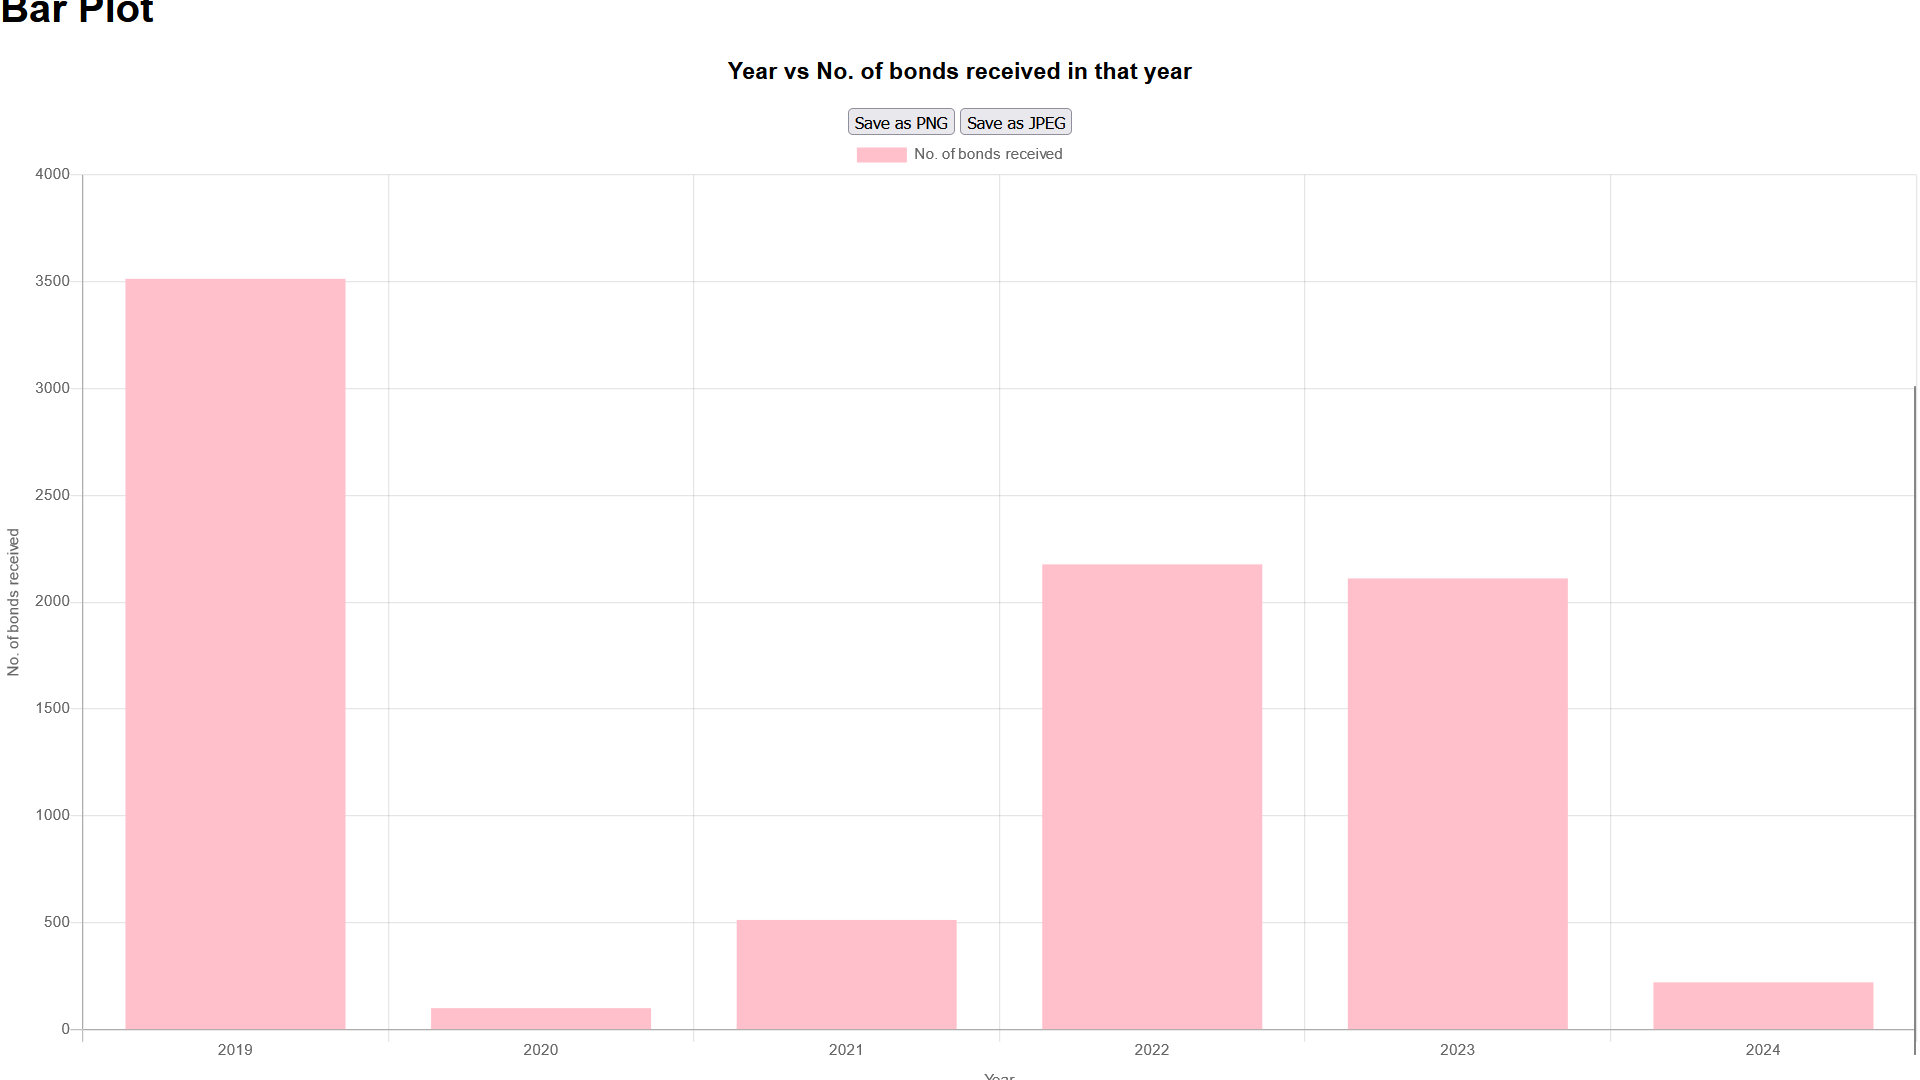 Bar Plot
Year vs No. of bonds received in that year
Save as PNG Save as JPEG
No. of bonds received
4000
3500
3000
2500
2000
1500
1000
500
0
No. of bonds received
2019 2020 2021 2022 2023 2024
Year